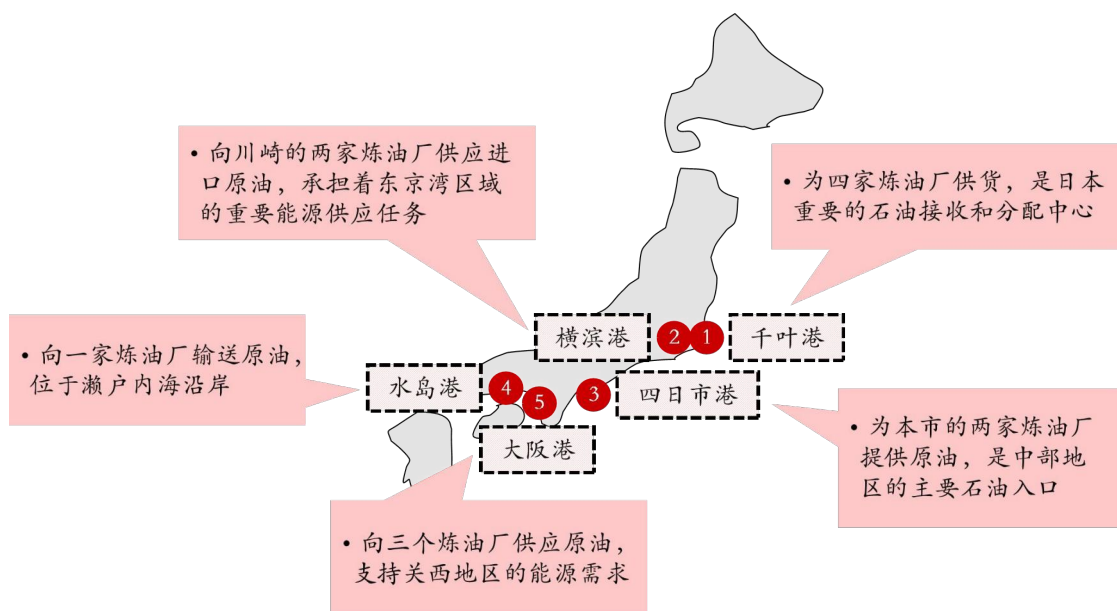 • 向川崎的两家炼油厂供应进
口原油，承担着东京湾区域
的重要能源供应任务
• 为四家炼油厂供货，是日本
重要的石油接收和分配中心
横滨港
2
1
千叶港
• 向一家炼油厂输送原油，
位于濑户内海沿岸
水岛港
4
5
3
四日市港
大阪港
• 为本市的两家炼油厂
提供原油，是中部地
区的主要石油入口
• 向三个炼油厂供应原油，
支持关西地区的能源需求